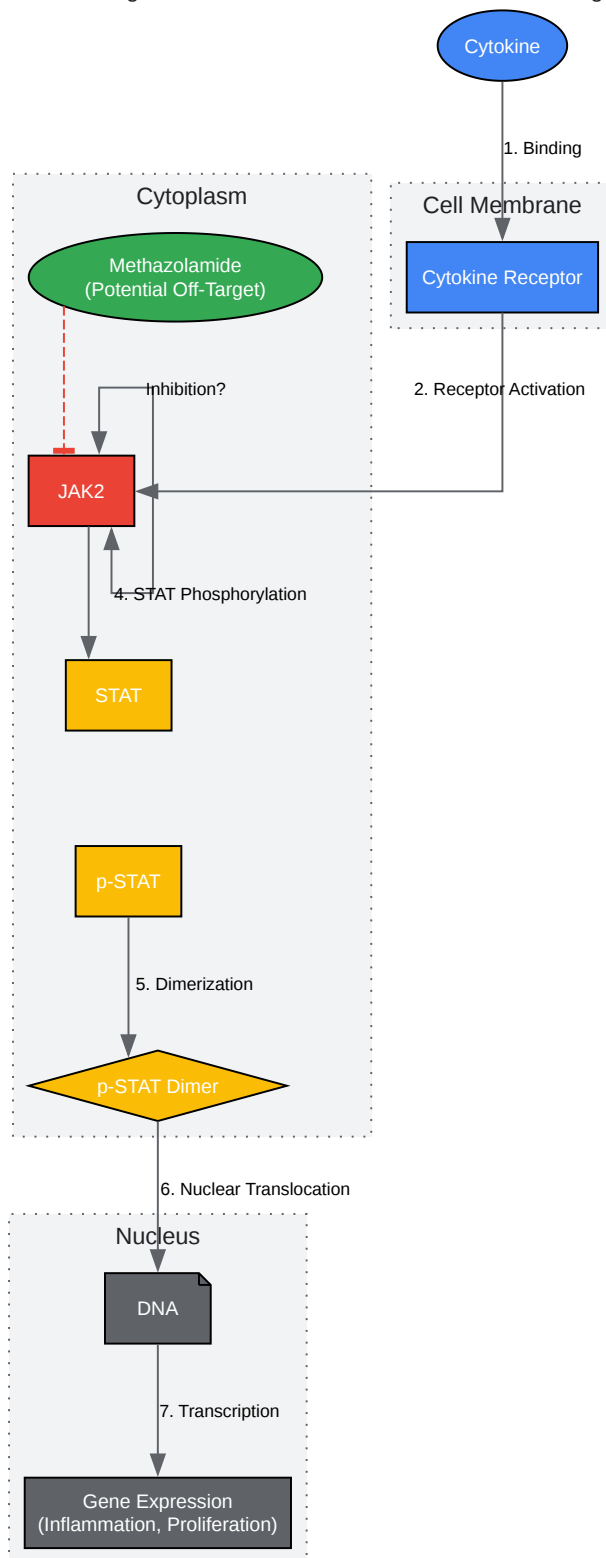 Cytokine
1. Binding
Cytoplasm
Cell Membrane
Methazolamide
(Potential Off-Target)
Cytokine Receptor
Inhibition?
2. Receptor Activation
JAK2
4. STAT Phosphorylation
STAT
p-STAT
5. Dimerization
p-STAT Dimer
6. Nuclear Translocation
Nucleus
DNA
7. Transcription
Gene Expression
(Inflammation, Proliferation)